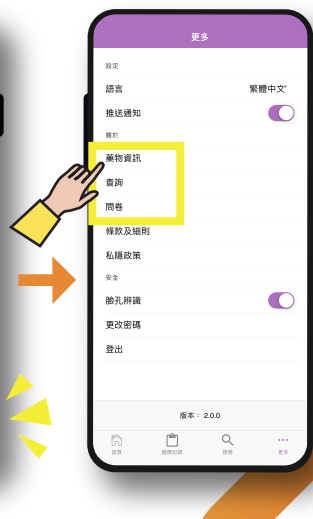 更多
設定
語言 繁體中文
推送通知
關於
藥物資訊
查詢
問卷
條款及細則
私隱政策
安全
臉孔辨識
更改密碼
登出
版本： 2.0.0
首頁 健康記錄 搜尋 更多